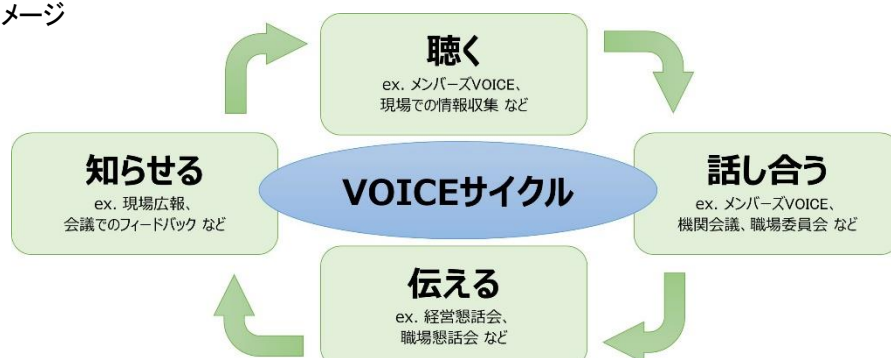 メージ
聴く
ex. メンバーズVOICE、
現場での情報収集 など
知らせる
ex. 現場広報、
会議でのフィードバック など
VOICEサイクル
話し合う
ex. メンバーズVOICE、
機関会議、職場委員会 など
伝える
ex. 経営懇話会、
職場懇話会 など